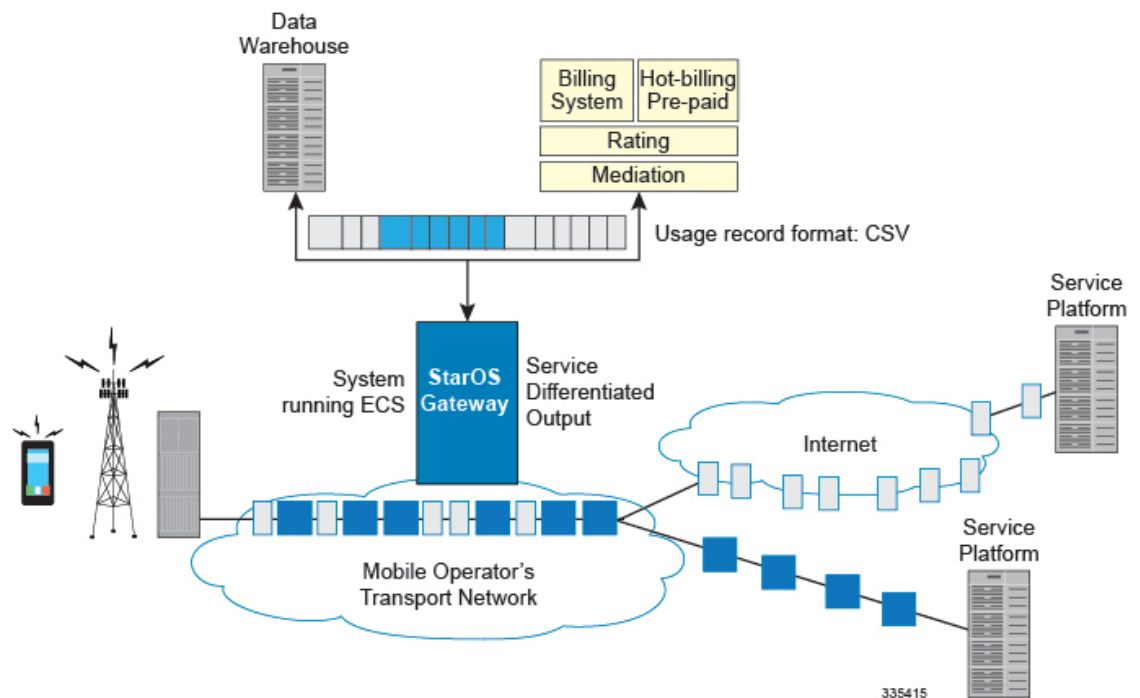 Data
Warehouse
Billing
System
Hot-billing
Pre-paid
Rating
Mediation
Usage record format: CSV
Service
Platform
System
running ECS
StarOS
Gateway
Service
Differentiated
Output
Internet
Mobile Operator's
Transport Network
Service
Platform
335415